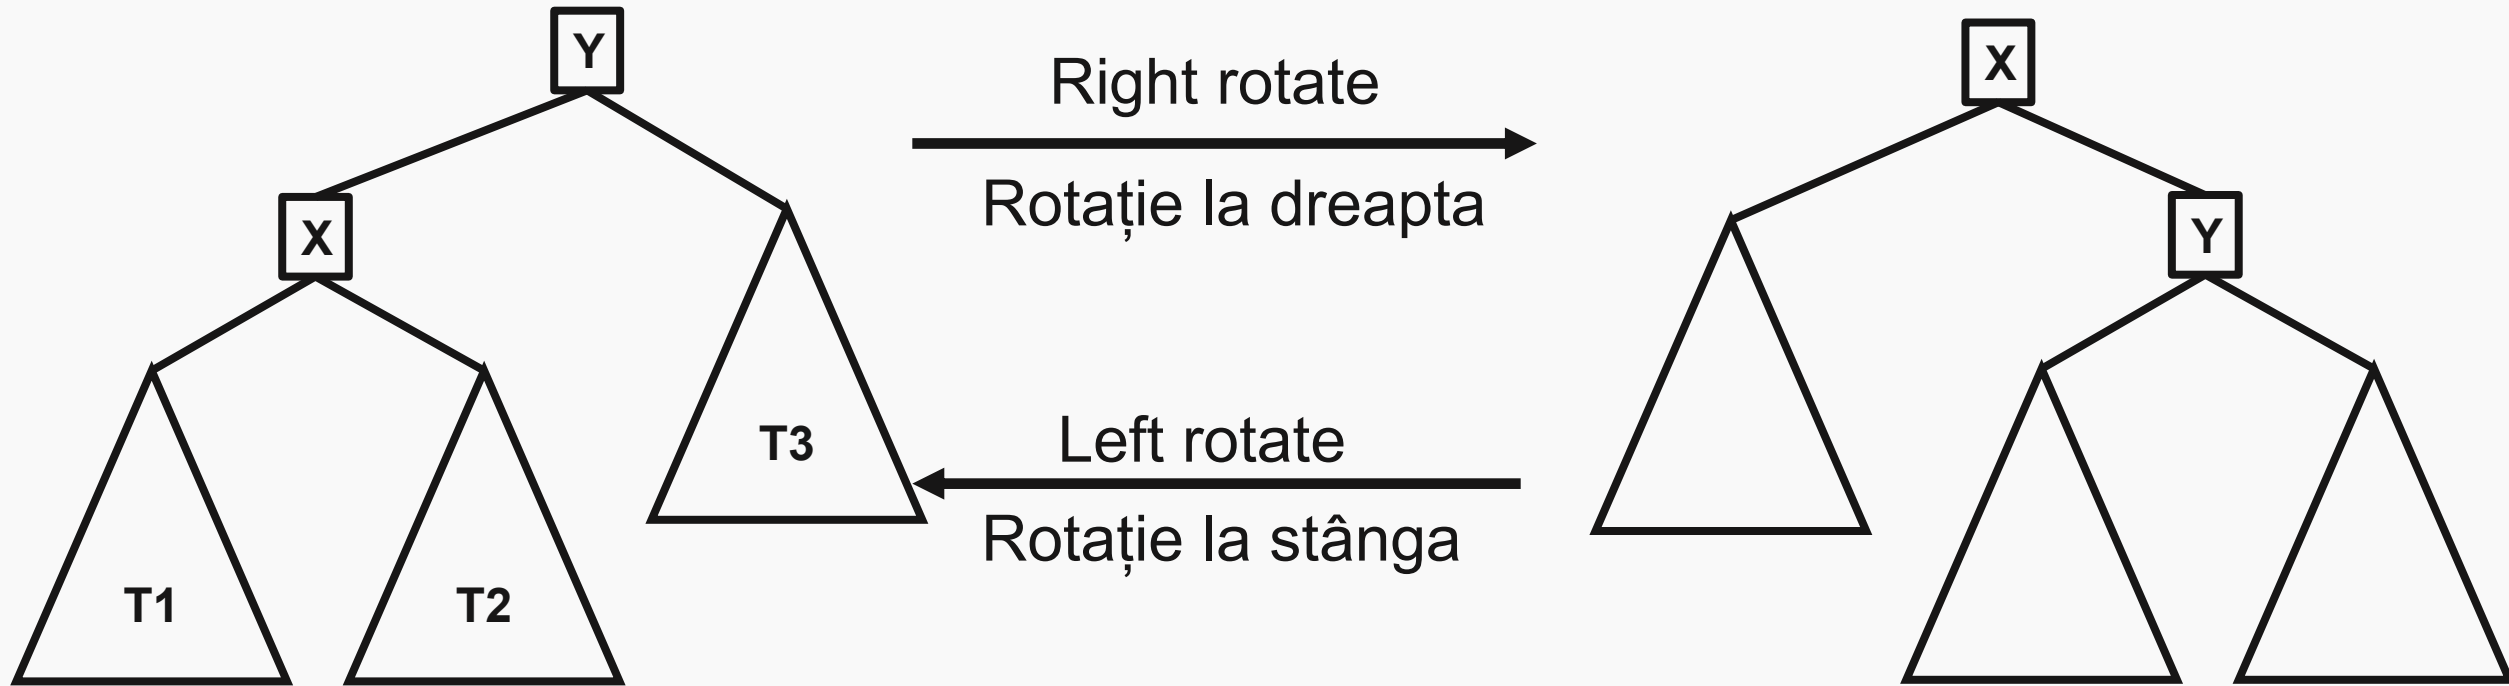 Y
X
T1
T2
T3
Right rotate
Rotație la dreapta
Left rotate
Rotație la stânga
X
Y